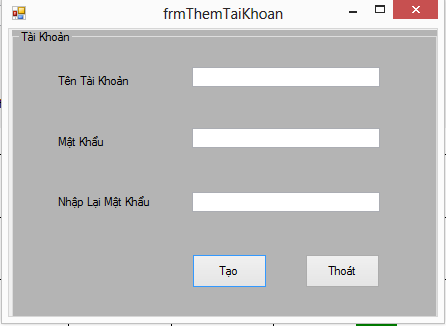 frmThemTaiKhoan
Tài Khoản
Tên Tài Khoản
Mật Khẩu
Nhập Lại Mật Khẩu
Tạo Thoát